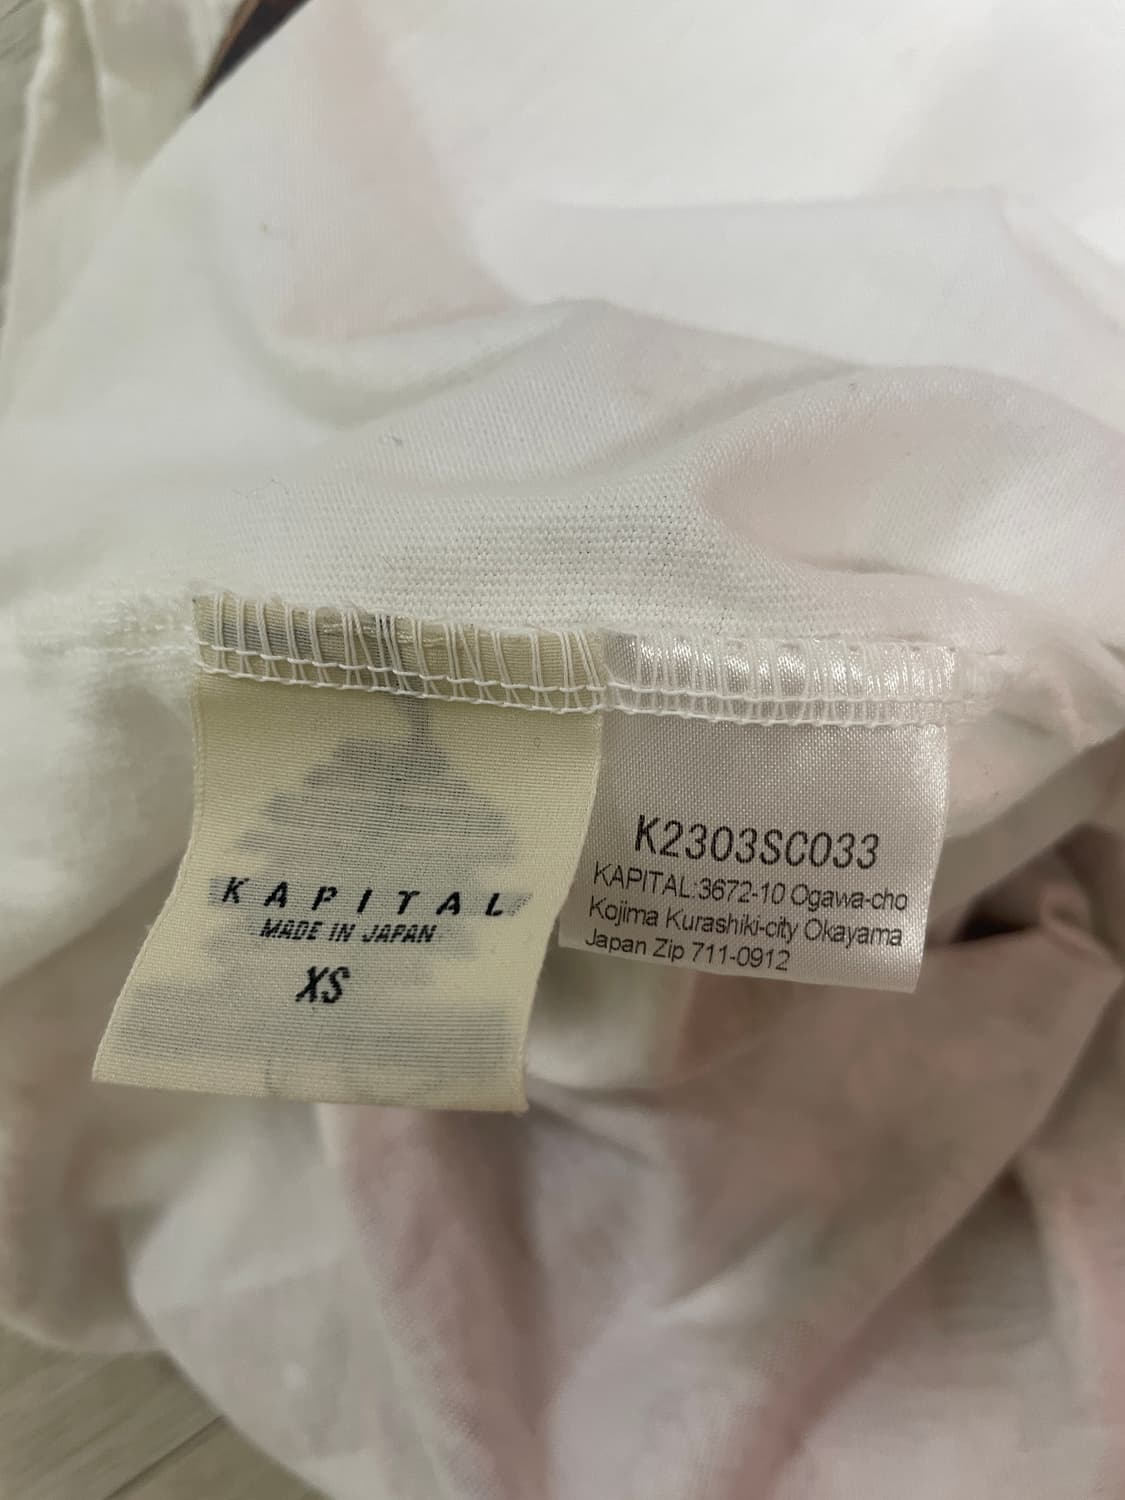 KAPITAL
MADE IN JAPAN
XS
K2303SC033
KAPITAL:3672-10 Ogawa-cho
Kojima Kurashiki-city Okayama
Japan Zip 711-0912